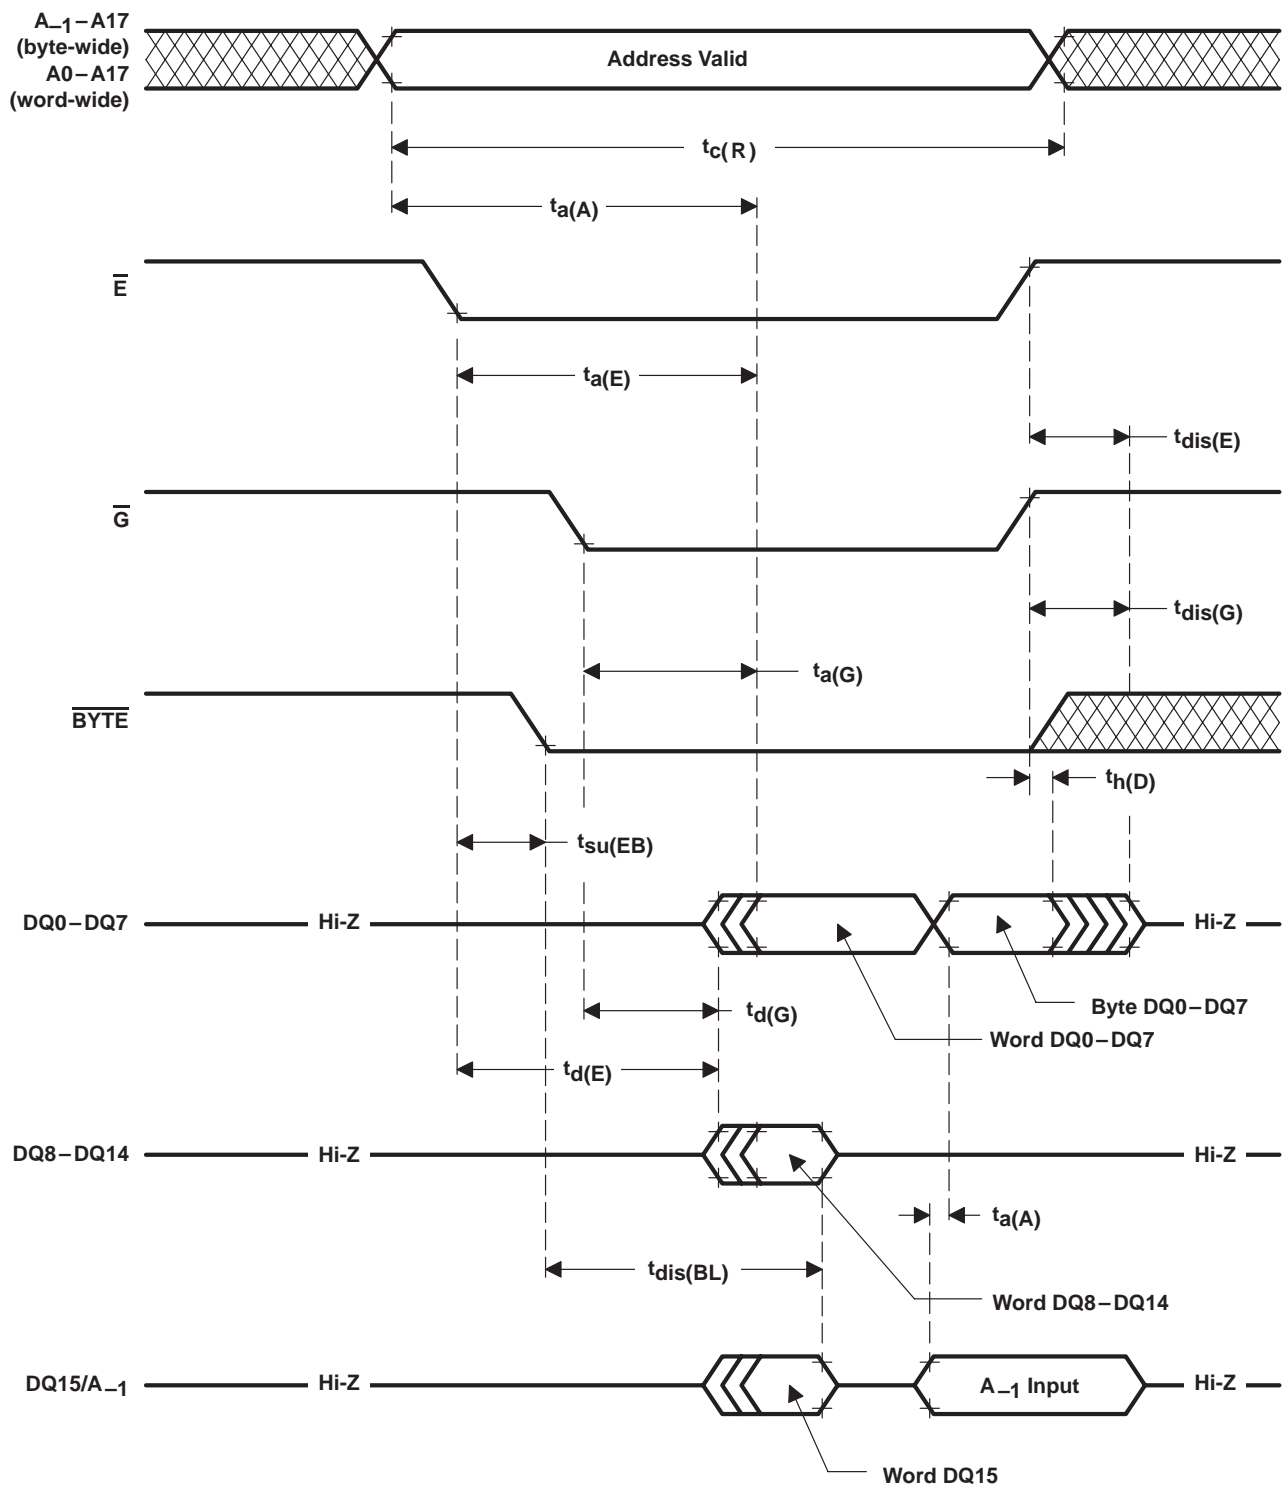 A–1–A17
(byte-wide)
A0–A17
(word-wide)
Address Valid
tc(R)
ta(A)
E
ta(E)
tdis(E)
G
tdis(G)
ta(G)
BYTE
th(D)
tsu(EB)
DQ0–DQ7
Hi-Z
Hi-Z
Byte DQ0–DQ7
td(G)
Word DQ0–DQ7
td(E)
DQ8–DQ14
Hi-Z
Hi-Z
ta(A)
tdis(BL)
Word DQ8–DQ14
DQ15/A–1
Hi-Z
A–1 Input
Hi-Z
Word DQ15